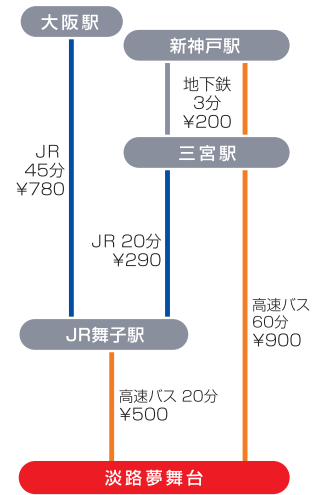 大阪駅
新神戸駅
地下鉄
3分
¥200
三宮駅
JR
45分
¥780
JR 20分
¥290
高速バス
60分
¥900
JR舞子駅
高速バス 20分
¥500
淡路夢舞台